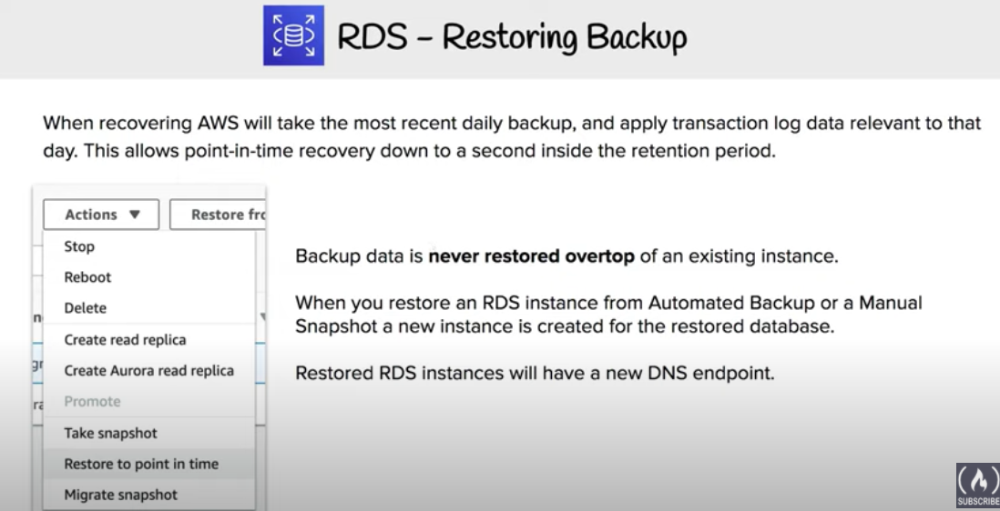 RDS – Restoring Backup
When recovering AWS will take the most recent daily backup, and apply transaction log data relevant to that
day. This allows point-in-time recovery down to a second inside the retention period.
Actions ▼ Restore
Stop
Reboot
Delete
Create read replica
Create Aurora read replica
Promote
Take snapshot
Restore to point in time
Migrate snapshot
Backup data is never restored overtop of an existing instance.
When you restore an RDS instance from Automated Backup or a Manual
Snapshot a new instance is created for the restored database.
Restored RDS instances will have a new DNS endpoint.
SUBSCRIBE